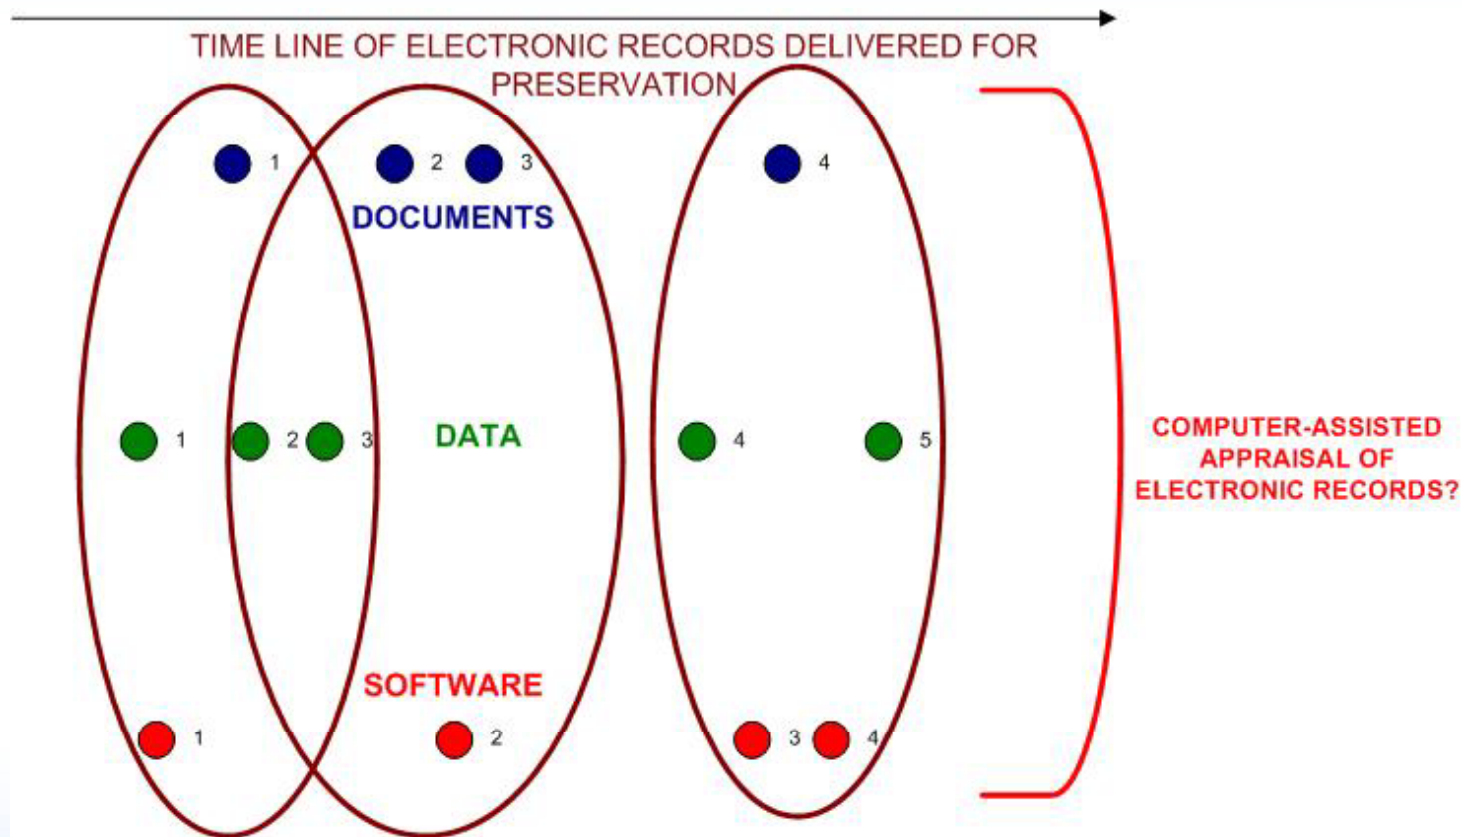 TIME LINE OF ELECTRONIC RECORDS DELIVERED FOR
PRESERVATION
1 2 3 4
DOCUMENTS
1 2 3 DATA 4 5
COMPUTER-ASSISTED
APPRAISAL OF
ELECTRONIC RECORDS?
SOFTWARE
1 2 3 4